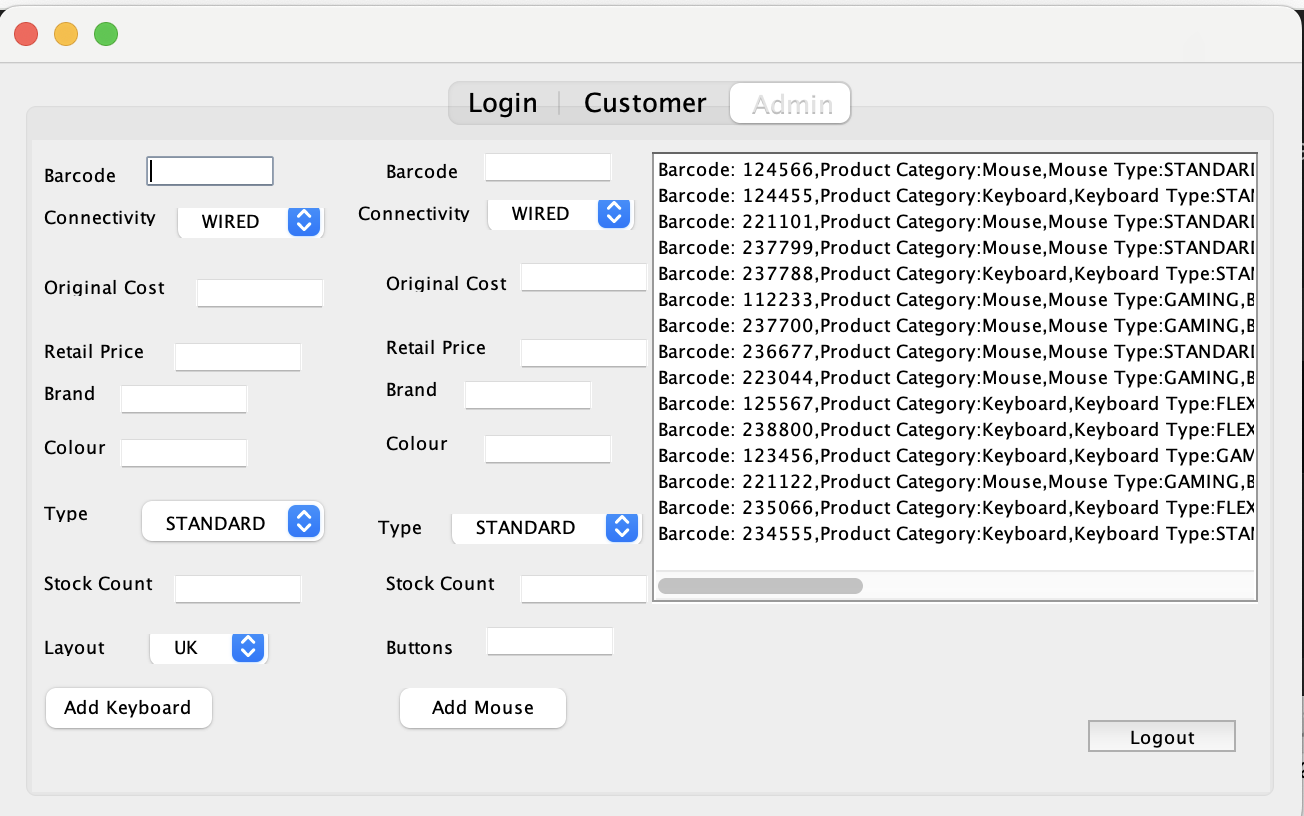 Login Customer Admin
Barcode
Connectivity WIRED
Original Cost
Retail Price
Brand
Colour
Type STANDARD
Stock Count
Layout UK
Add Keyboard
Barcode
Connectivity WIRED
Original Cost
Retail Price
Brand
Colour
Type STANDARD
Stock Count
Buttons
Add Mouse
Barcode: 124566,Product Category:Mouse,Mouse Type:STANDARD
Barcode: 124455,Product Category:Keyboard,Keyboard Type:STAN
Barcode: 221101,Product Category:Mouse,Mouse Type:STANDARD
Barcode: 237799,Product Category:Mouse,Mouse Type:STANDARD
Barcode: 237788,Product Category:Keyboard,Keyboard Type:STAN
Barcode: 112233,Product Category:Mouse,Mouse Type:GAMING,B
Barcode: 237700,Product Category:Mouse,Mouse Type:GAMING,B
Barcode: 236677,Product Category:Mouse,Mouse Type:STANDARD
Barcode: 223044,Product Category:Mouse,Mouse Type:GAMING,B
Barcode: 125567,Product Category:Keyboard,Keyboard Type:FLEX
Barcode: 238800,Product Category:Keyboard,Keyboard Type:FLEX
Barcode: 123456,Product Category:Keyboard,Keyboard Type:GAM
Barcode: 221122,Product Category:Mouse,Mouse Type:GAMING,B
Barcode: 235066,Product Category:Keyboard,Keyboard Type:FLEX
Barcode: 234555,Product Category:Keyboard,Keyboard Type:STAN
Logout